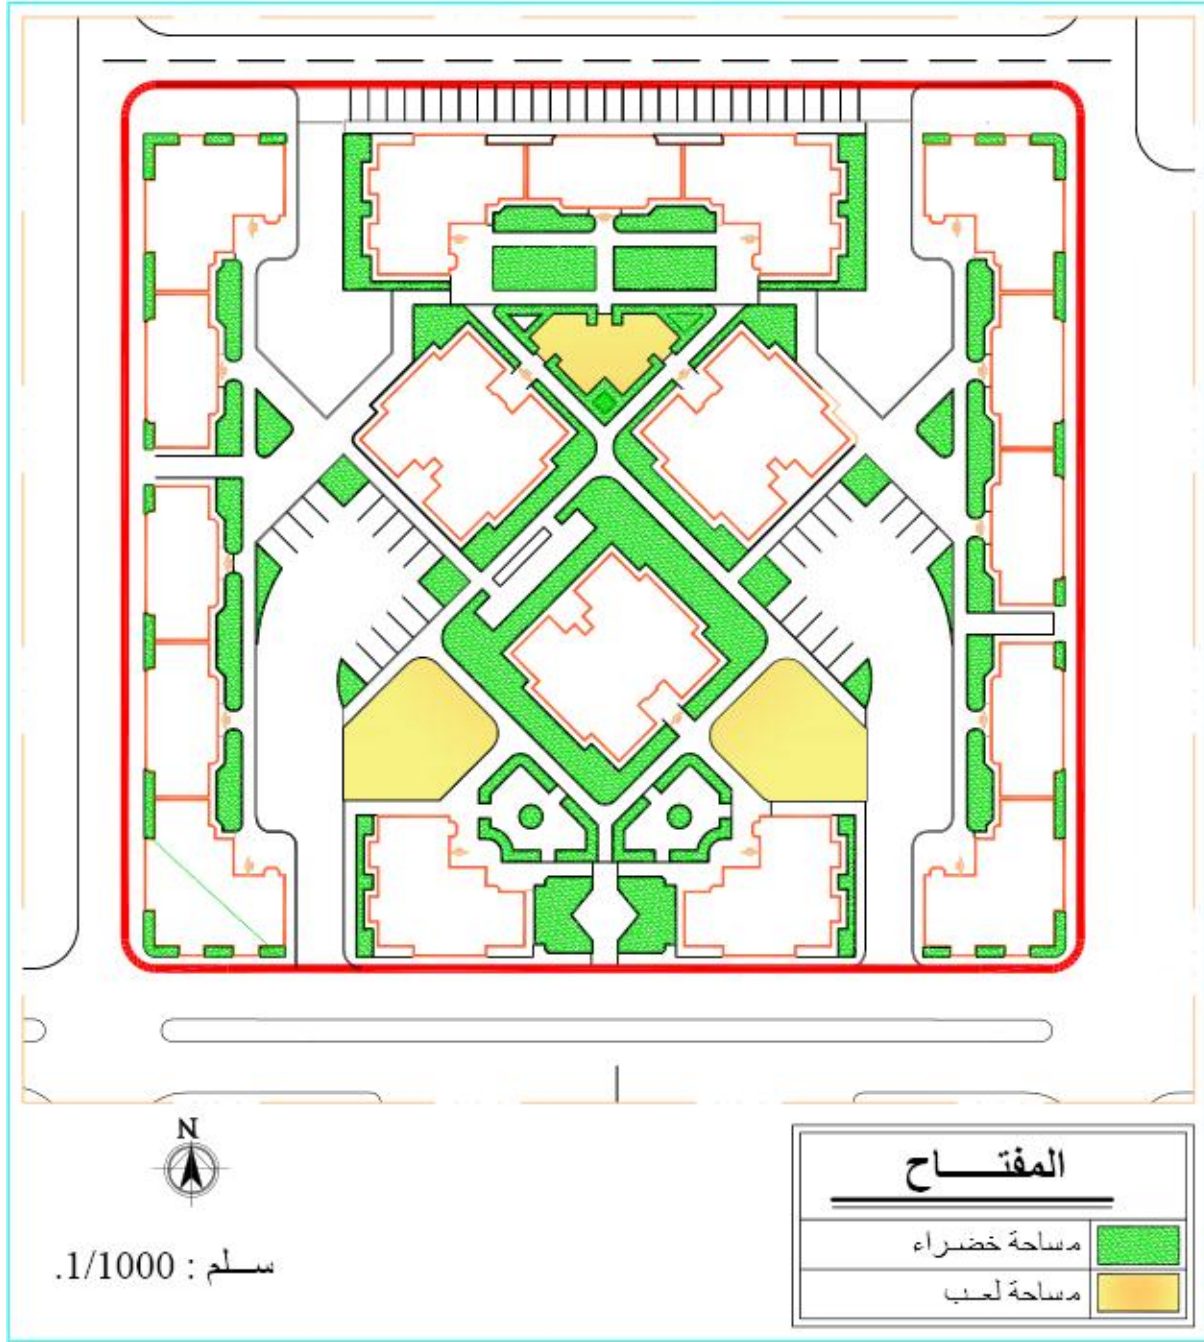 N
سـلم : 1/1000.
المفتـــاح
مساحة خضـراء
مساحة لعـب